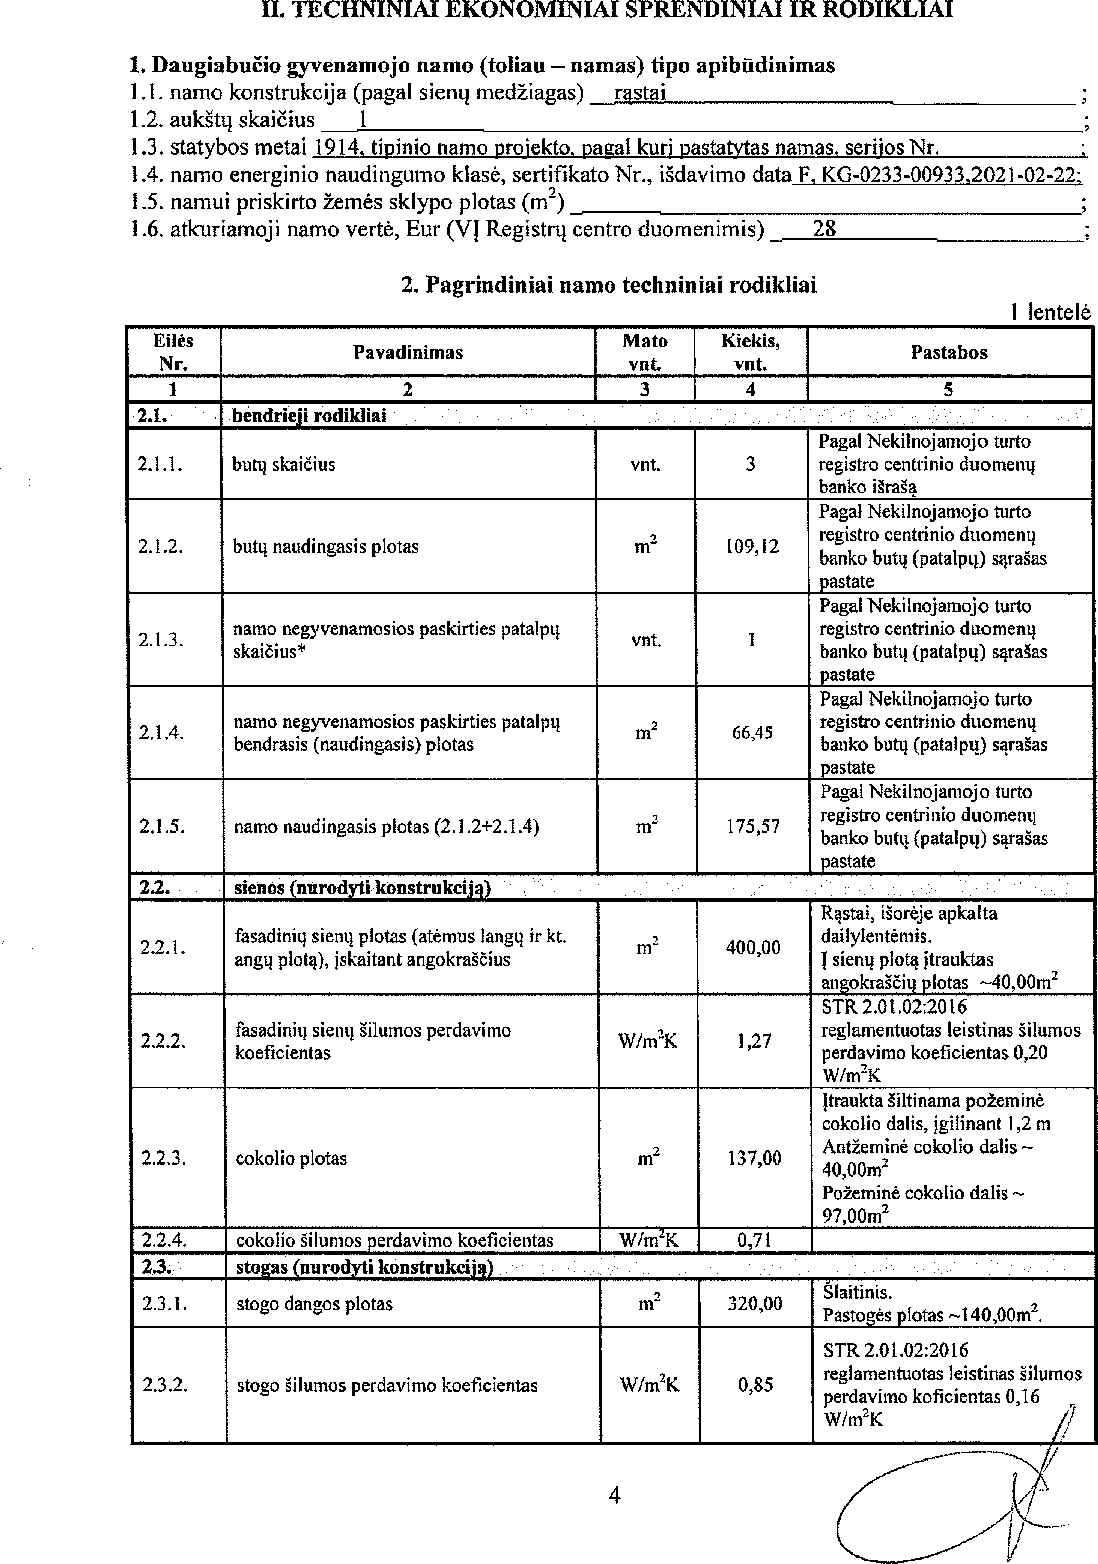 II. TECHNINIAI EKONOMINIAI SPRENDINIAI IR RODIKLIAI
1. Daugiabučio gyvenamojo namo (toliau – namas) tipo apibūdinimas
1.1. namo konstrukcija (pagal sienų medžiagas) rąstai ;
1.2. aukštų skaičius 1 ;
1.3. statybos metai 1914, tipinio namo projekto, pagal kurį pastatytas namas, serijos Nr. ;
1.4. namo energinio naudingumo klasė, sertifikato Nr., išdavimo data F, KG-0233-00933,2021-02-22;
1.5. namui priskirto žemės sklypo plotas (m²) ;
1.6. atkuriamoji namo vertė, Eur (VĮ Registrų centro duomenimis) 28 ;
2. Pagrindiniai namo techniniai rodikliai
1 lentelė
Eilės Nr. Pavadinimas Mato vnt. Kiekis, vnt. Pastabos
1 2 3 4 5
2.1. bendrieji rodikliai
2.1.1. butų skaičius vnt. 3 Pagal Nekilnojamojo turto
registro centrinio duomenų
banko išrašą
2.1.2. butų naudingasis plotas m² 109,12 Pagal Nekilnojamojo turto
registro centrinio duomenų
banko butų (patalpų) sąrašas
pastate
2.1.3. namo negyvenamosios paskirties patalpų
skaičius* vnt. 1 Pagal Nekilnojamojo turto
registro centrinio duomenų
banko butų (patalpų) sąrašas
pastate
2.1.4. namo negyvenamosios paskirties patalpų
bendrasis (naudingasis) plotas m² 66,45 Pagal Nekilnojamojo turto
registro centrinio duomenų
banko butų (patalpų) sąrašas
pastate
2.1.5. namo naudingasis plotas (2.1.2+2.1.4) m² 175,57 Pagal Nekilnojamojo turto
registro centrinio duomenų
banko butų (patalpų) sąrašas
pastate
2.2. sienos (nurodyti konstrukciją)
2.2.1. fasadinių sienų plotas (atėmus langų ir kt.
angų plotą), įskaitant angokraščius m² 400,00 Rąstai, išorėje apkalta
dailylentėmis.
Į sienų plotą įtrauktas
angokraščių plotas ~40,00m²
2.2.2. fasadinių sienų šilumos perdavimo
koeficientas W/m²K 1,27 STR 2.01.02:2016
reglamentuotas leistinas šilumos
perdavimo koeficientas 0,20
W/m²K
2.2.3. cokolio plotas m² 137,00 Įtraukta šiltinama požeminė
cokolio dalis, įgilinant 1,2 m
Antžeminė cokolio dalis ~
40,00m²
Požeminė cokolio dalis ~
97,00m²
2.2.4. cokolio šilumos perdavimo koeficientas W/m²K 0,71
2.3. stogas (nurodyti konstrukciją)
2.3.1. stogo dangos plotas m² 320,00 Šlaitinis.
Pastogės plotas ~140,00m².
2.3.2. stogo šilumos perdavimo koeficientas W/m²K 0,85 STR 2.01.02:2016
reglamentuotas leistinas šilumos
perdavimo koficientas 0,16
W/m²K
4